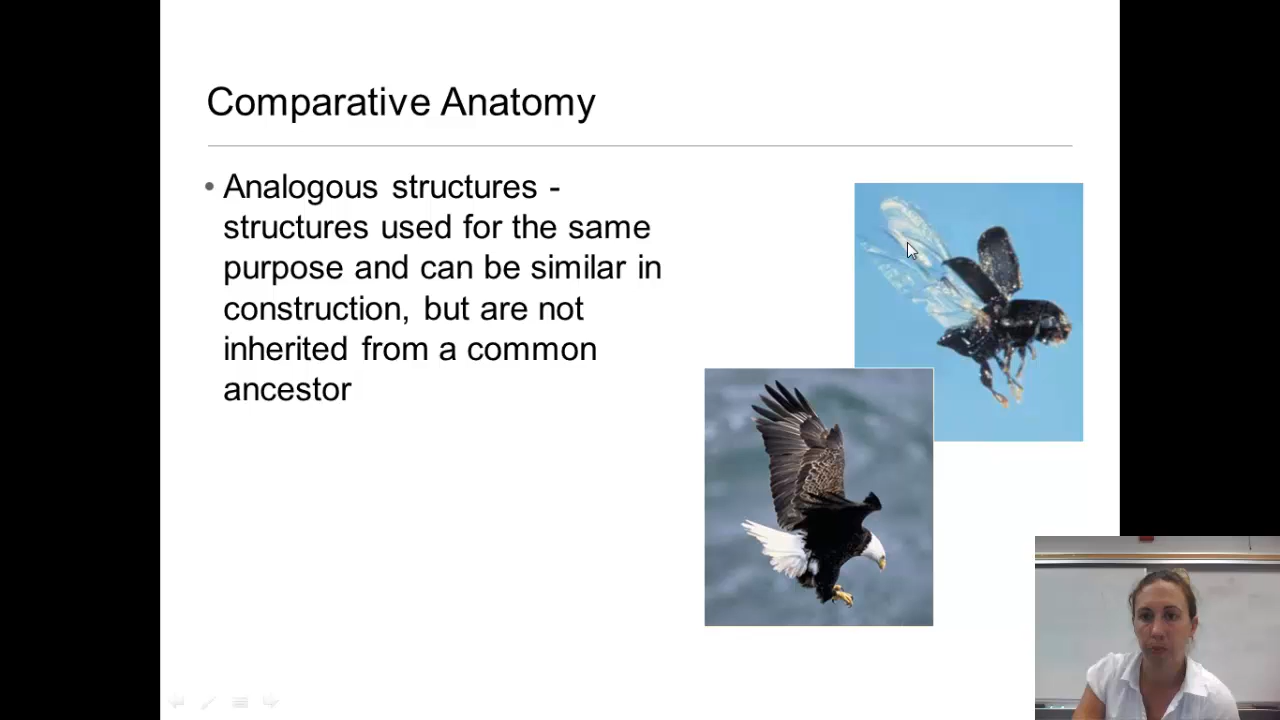 Comparative Anatomy
• Analogous structures -
structures used for the same
purpose and can be similar in
construction, but are not
inherited from a common
ancestor